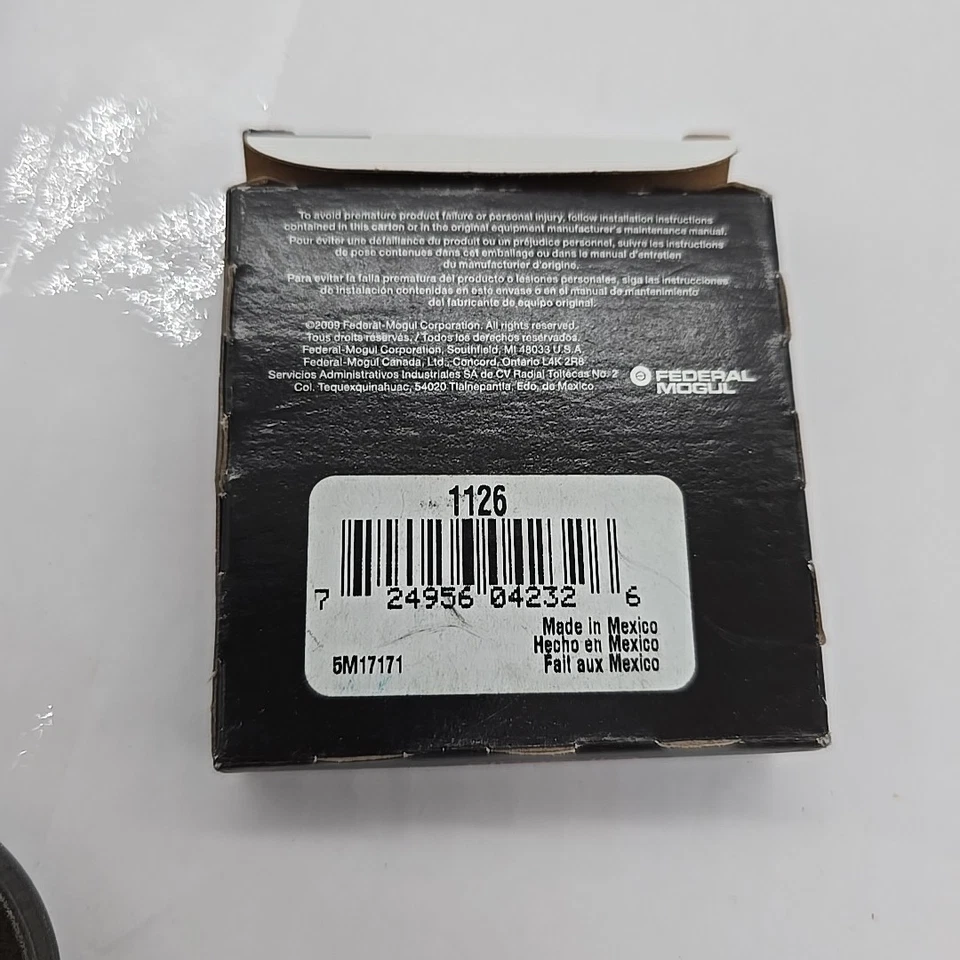 To avoid premature product failure or personal injury, follow installation instructions
contained in this carton or in the original equipment manufacturer's maintenance manual.
Pour éviter une défaillance du produit ou un préjudice personnel, suivre les instructions
de pose contenues dans cet emballage ou dans le manuel d'entretien
du manufacturier d'origine.
Para evitar la falla prematura del producto o lesiones personales, siga las instrucciones
de instalación contenidas en este envase o en el manual de mantenimiento
del fabricante de equipo original.
©2009 Federal-Mogul Corporation. All rights reserved.
Tous droits réservés. / Todos los derechos reservados.
Federal-Mogul Corporation, Southfield, MI 48033 U.S.A.
Federal-Mogul Canada, Ltd., Concord, Ontario L4K 2R8
Servicios Administrativos Industriales SA de CV Radial Toltecas No. 2
Col. Tequexquinahuac, 54020 Tlalnepantla, Edo. de Mexico
FEDERAL
MOGUL
1126
7 24956 04232 6
Made in Mexico
Hecho en Mexico
5M17171 Fait aux Mexico